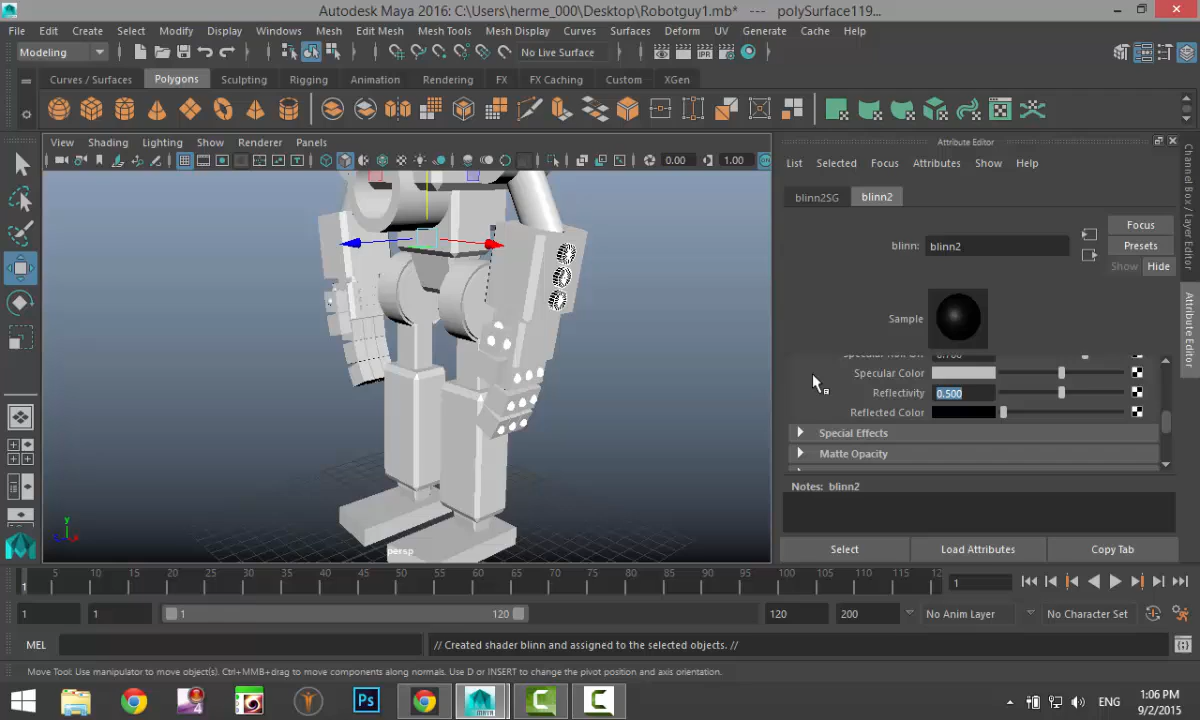 Autodesk Maya 2016: C:\Users\herme_000\Desktop\Robotguy1.mb* --- polySurface119...
File Edit Create Select Modify Display Windows Mesh Edit Mesh Mesh Tools Mesh Display Curves Surfaces Deform UV Generate Cache Help
Modeling No Live Surface
Curves / Surfaces Polygons Sculpting Rigging Animation Rendering FX FX Caching Custom XGen
View Shading Lighting Show Renderer Panels
0.00 1.00
persp
y
Attribute Editor
List Selected Focus Attributes Show Help
blinn2SG blinn2
Focus
blinn: blinn2 Presets
Show Hide
Sample
Specular Color
Reflectivity 0.500
Reflected Color
Special Effects
Matte Opacity
Notes: blinn2
Select Load Attributes Copy Tab
Channel Box / Layer Editor
Attribute Editor
5 10 15 20 25 30 35 40 45 50 55 60 65 70 75 80 85 90 95 100 105 110 115 12
1 1
1 1 1 120 120 200 No Anim Layer No Character Set
MEL // Created shader blinn and assigned to the selected objects. //
Move Tool: Use manipulator to move object(s). Ctrl+MMB+drag to move components along normals. Use D or INSERT to change the pivot position and axis orientation.
4 Ps MAYA C C ENG 1:06 PM
9/2/2015